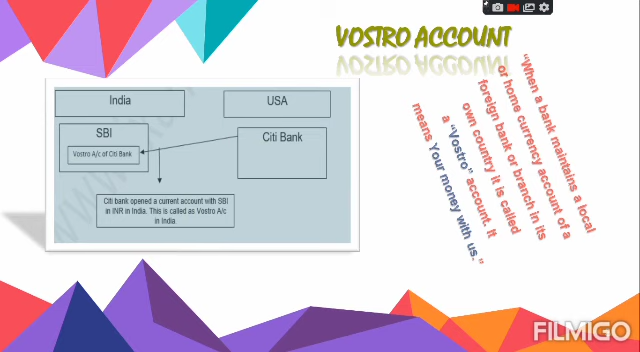 VOSTRO ACCOUNT
India
USA
SBI
Vostro A/c of Citi Bank
Citi Bank
Citi bank opened a current account with SBI
in INR in India. This is called as Vostro A/c
in India.
“When a bank maintains a local
or home currency account of a
foreign bank or branch in its
own country it is called
a “Vostro” account. It
means Your money with us.”
FILMIGO